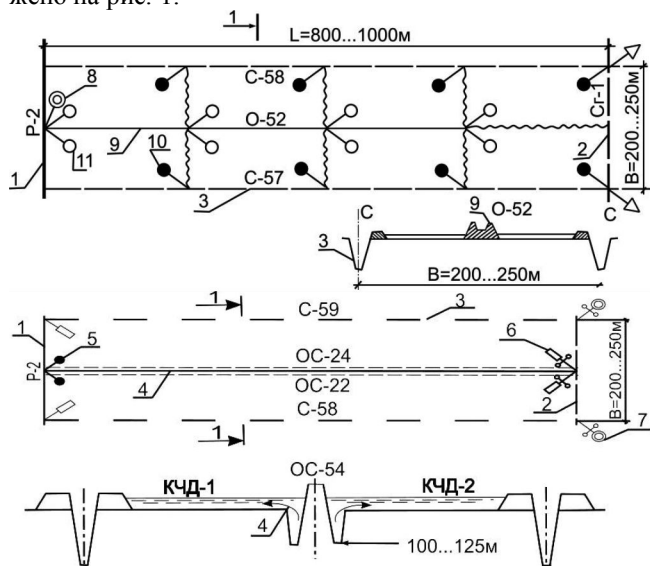 жено на рис. 1.
1
L=800...1000м
8
С-58
Р-2
О-52
Сг-1
2
В=200...250м
1
11
9
10
С-57
3
9
О-52
С
С
3
В=200...250м
1
С-59
3
1
5
6
Р-2
ОС-24
4
ОС-22
2
В=200...250м
С-58
1
7
ОС-54
КЧД-1
КЧД-2
4
100...125м